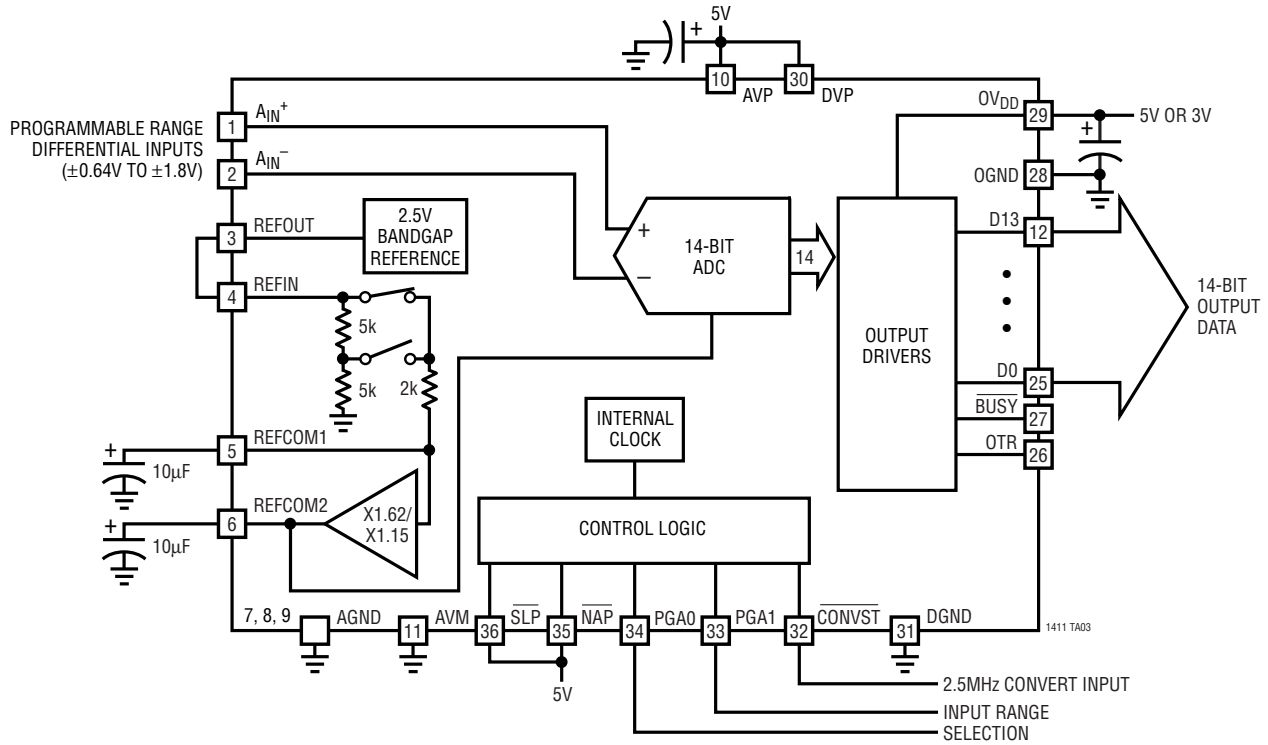 5V
+
10
30
AVP
DVP
PROGRAMMABLE RANGE
DIFFERENTIAL INPUTS
(±0.64V TO ±1.8V)
1
AIN+
2
AIN–
3
REFOUT
2.5V
BANDGAP
REFERENCE
4
REFIN
5k
5k
2k
5
REFCOM1
+
10µF
6
REFCOM2
+
10µF
X1.62/
X1.15
+
–
14-BIT
ADC
14
OUTPUT
DRIVERS
OVDD
29
5V OR 3V
+
OGND
28
D13
12
14-BIT
OUTPUT
DATA
D0
25
BUSY
27
OTR
26
INTERNAL
CLOCK
CONTROL LOGIC
7, 8, 9
AGND
11
AVM
36
SLP
35
NAP
34
PGA0
33
PGA1
32
CONVST
31
DGND
1411 TA03
5V
2.5MHz CONVERT INPUT
INPUT RANGE
SELECTION